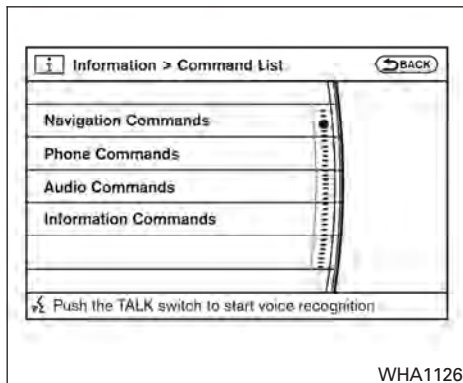 i Information > Command List BACK
Navigation Commands
Phone Commands
Audio Commands
Information Commands
Push the TALK switch to start voice recognition
WHA1126